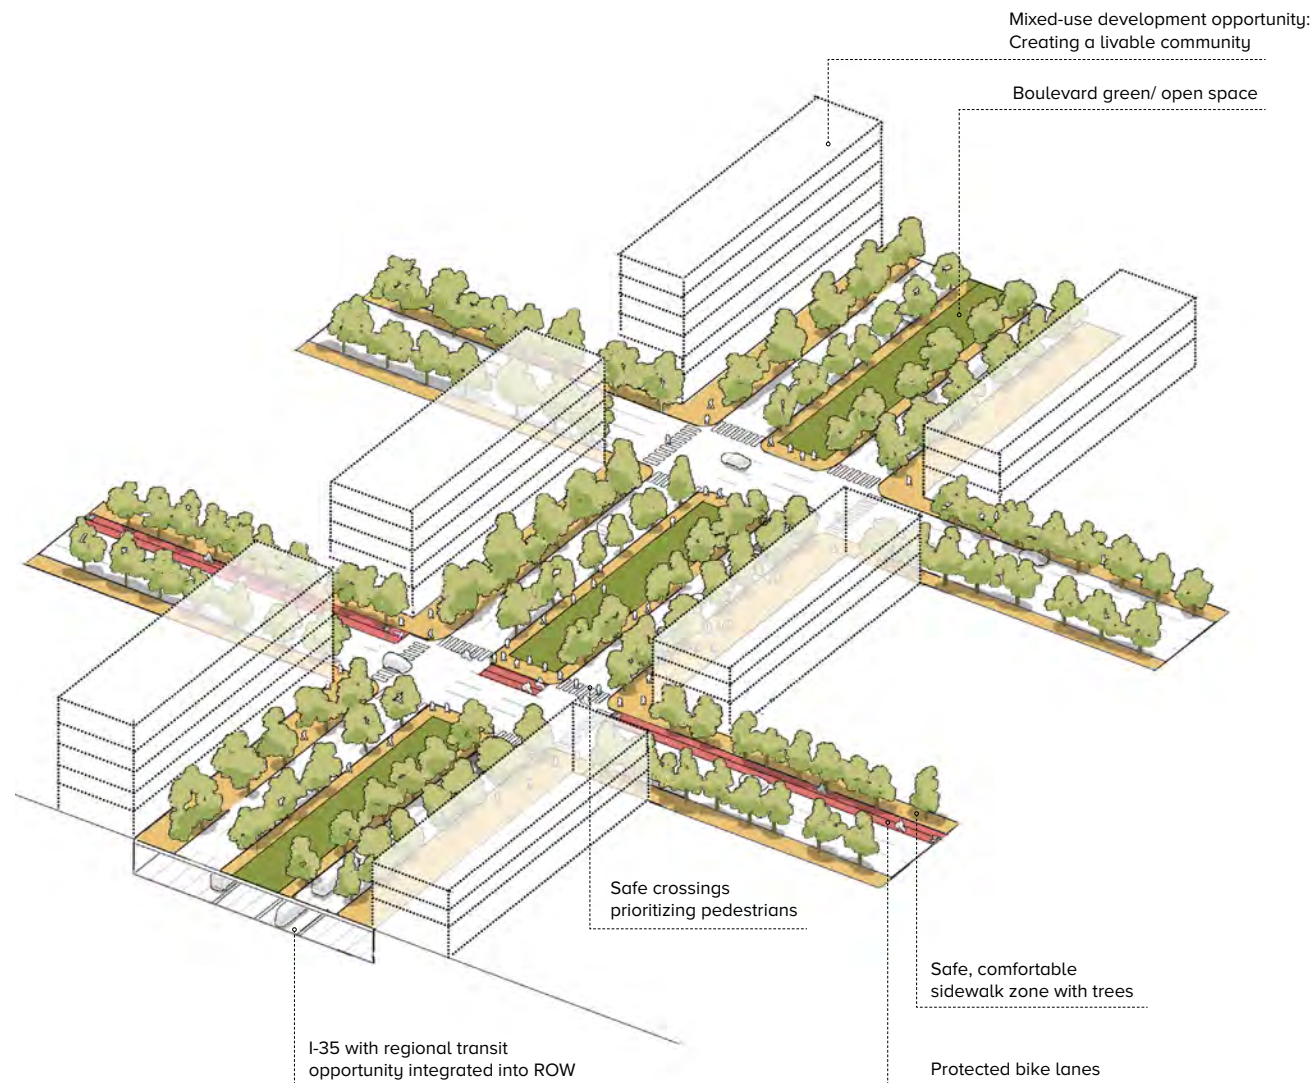 Mixed-use development opportunity:
Creating a livable community
Boulevard green/ open space
Safe crossings
prioritizing pedestrians
Safe, comfortable
sidewalk zone with trees
I-35 with regional transit
opportunity integrated into ROW
Protected bike lanes